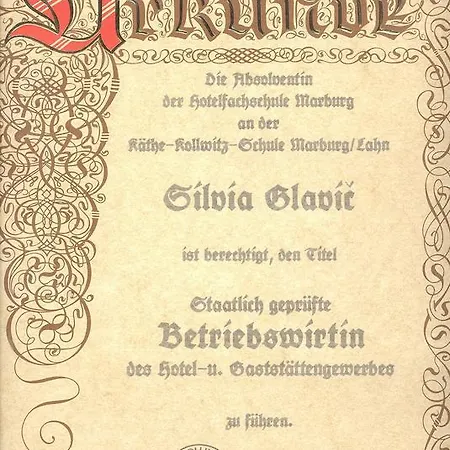 Urkunde
Die Absolventin
der Hotelfachschule Marburg
an der
Käthe-Kollwitz-Schule Marburg/Lahn
Silvia Glavič
ist berechtigt, den Titel
Staatlich geprüfte
Betriebswirtin
des Hotel-u. Gaststättengewerbes
zu führen.